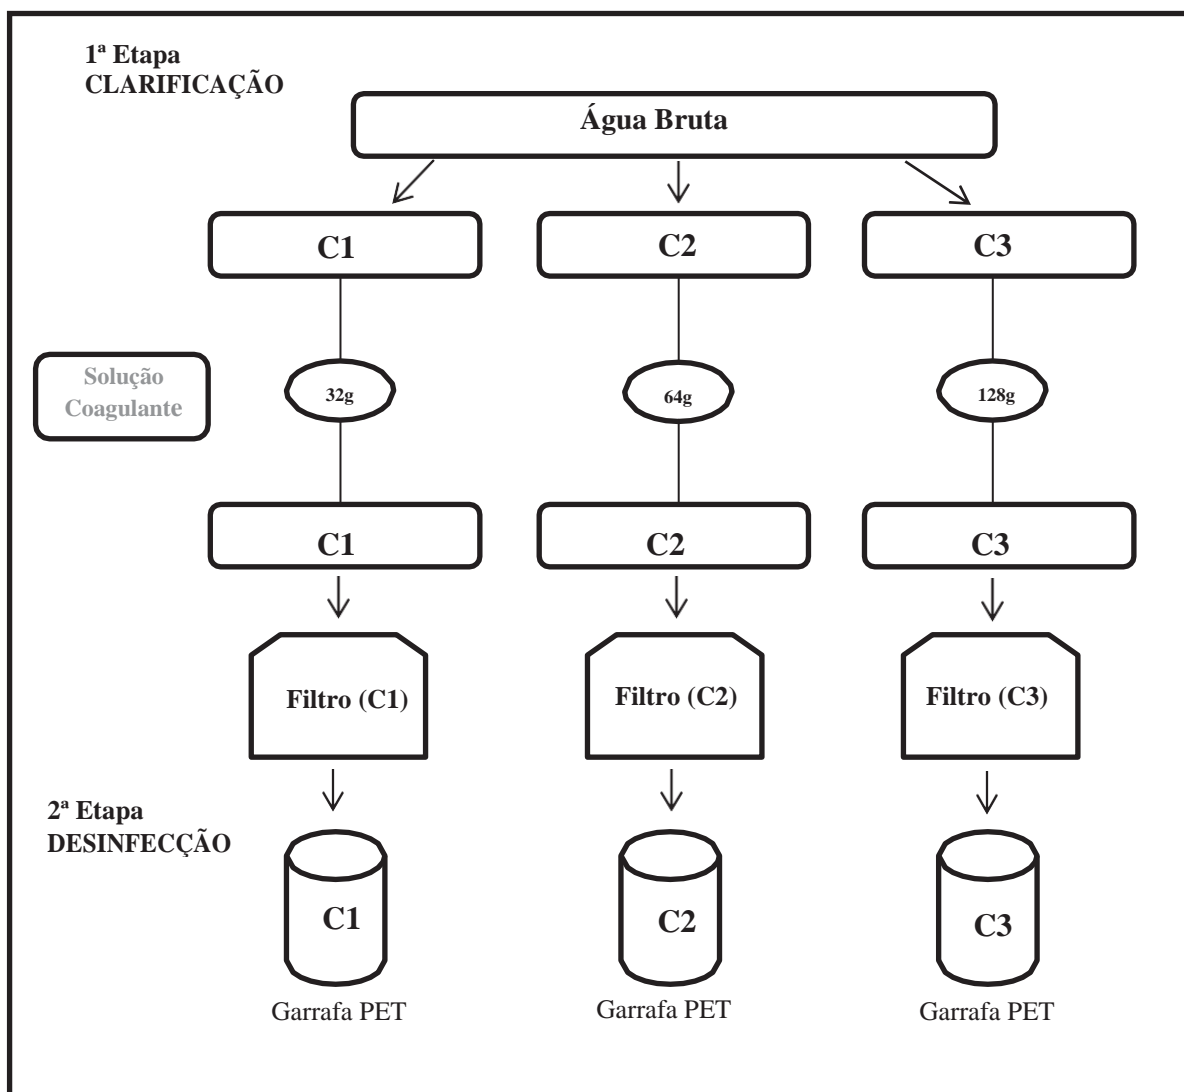 1ª Etapa
CLARIFICAÇÃO
Água Bruta
C1
C2
C3
Solução
Coagulante
32g
64g
128g
C1
C2
C3
Filtro (C1)
Filtro (C2)
Filtro (C3)
2ª Etapa
DESINFECÇÃO
C1
C2
C3
Garrafa PET
Garrafa PET
Garrafa PET